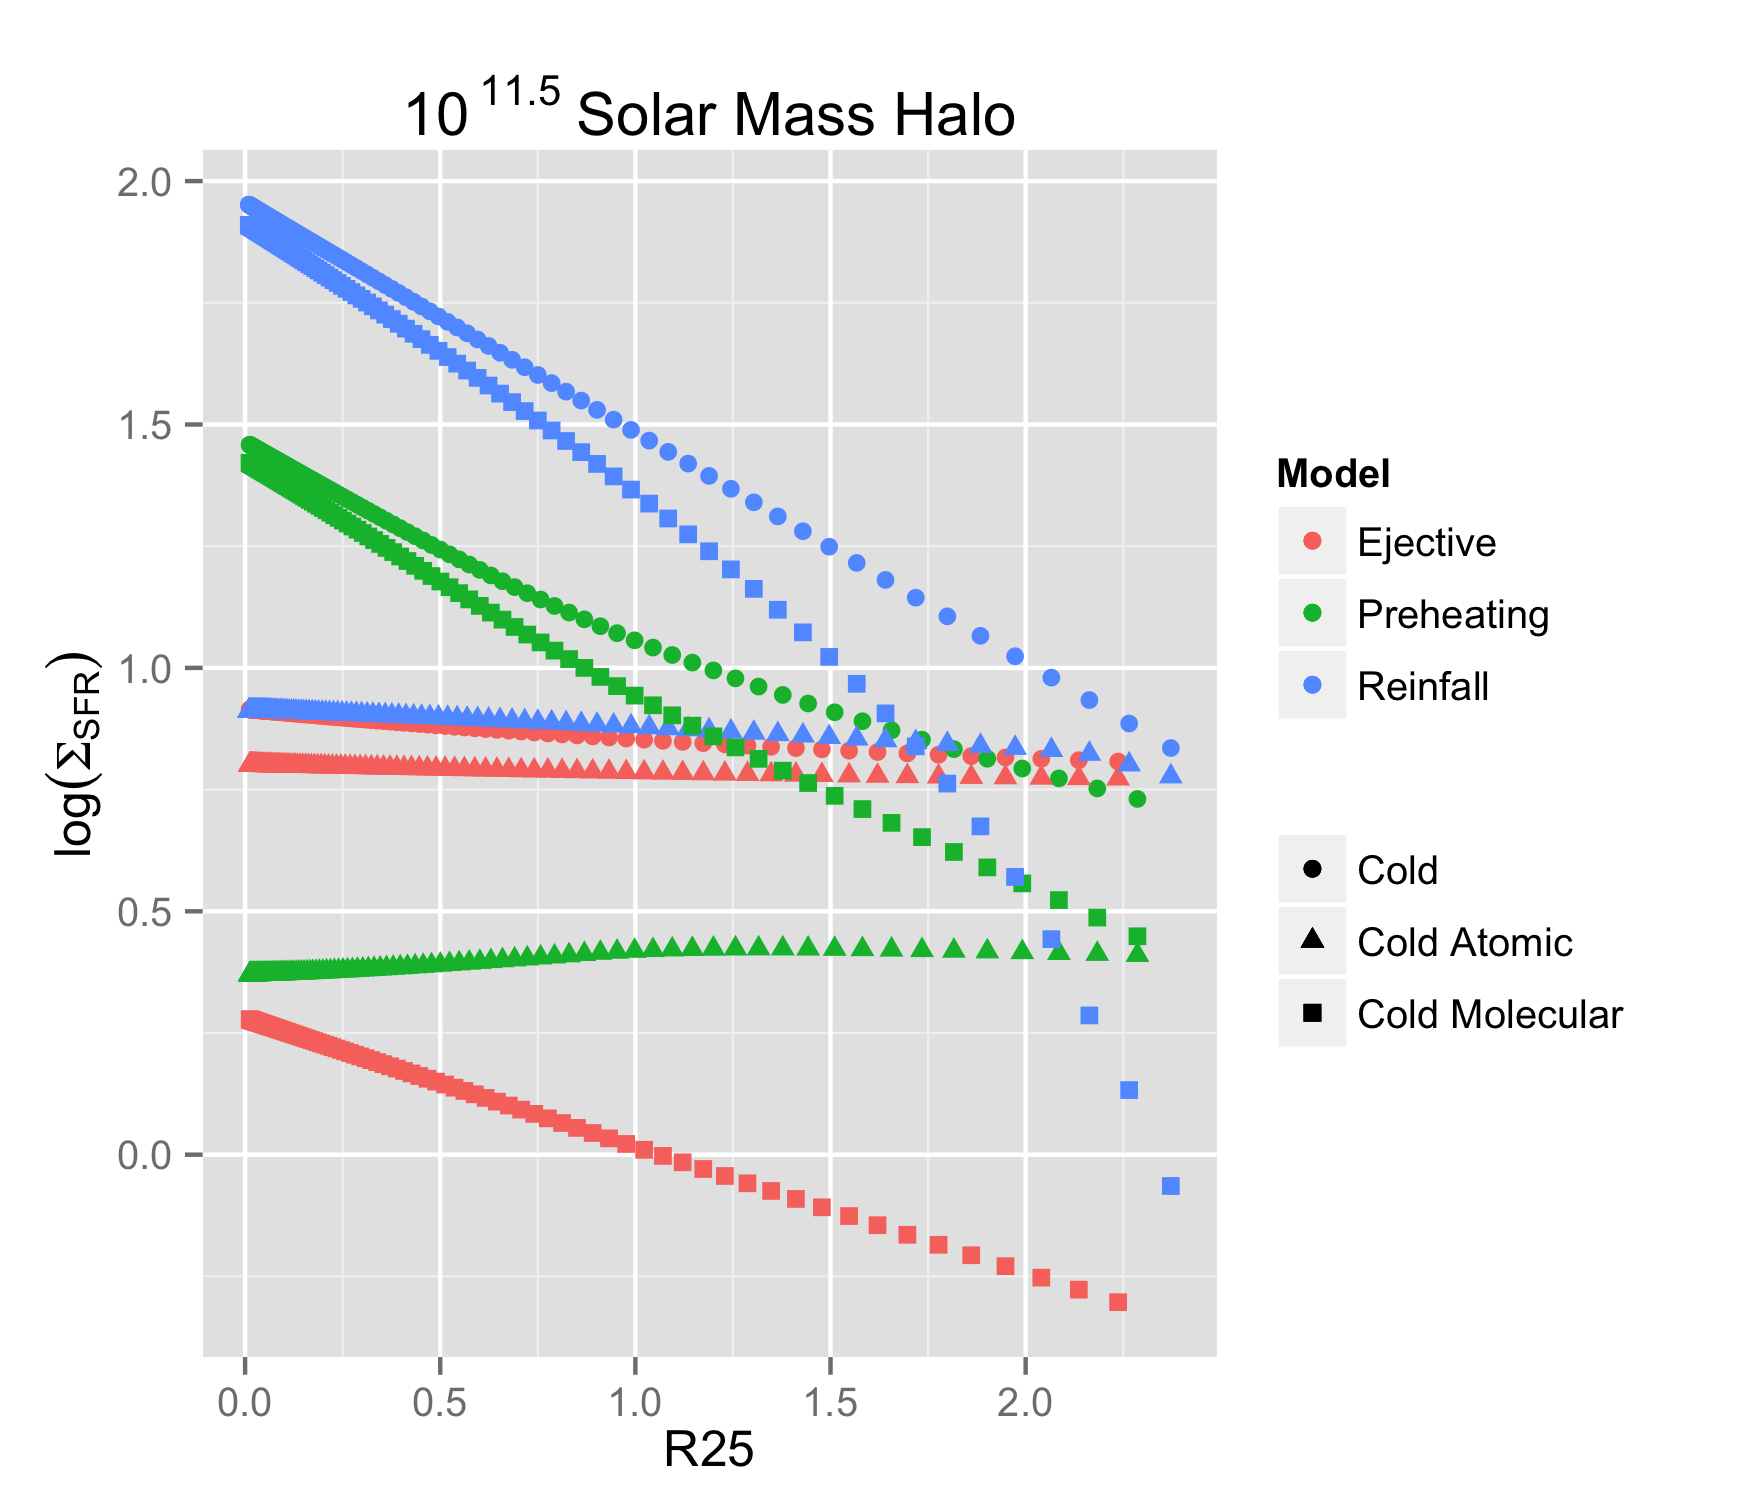 10 11.5 Solar Mass Halo
2.0
1.5
1.0
0.5
0.0
log(ΣSFR)
0.0 0.5 1.0 1.5 2.0
R25
Model
Ejective
Preheating
Reinfall
Cold
Cold Atomic
Cold Molecular